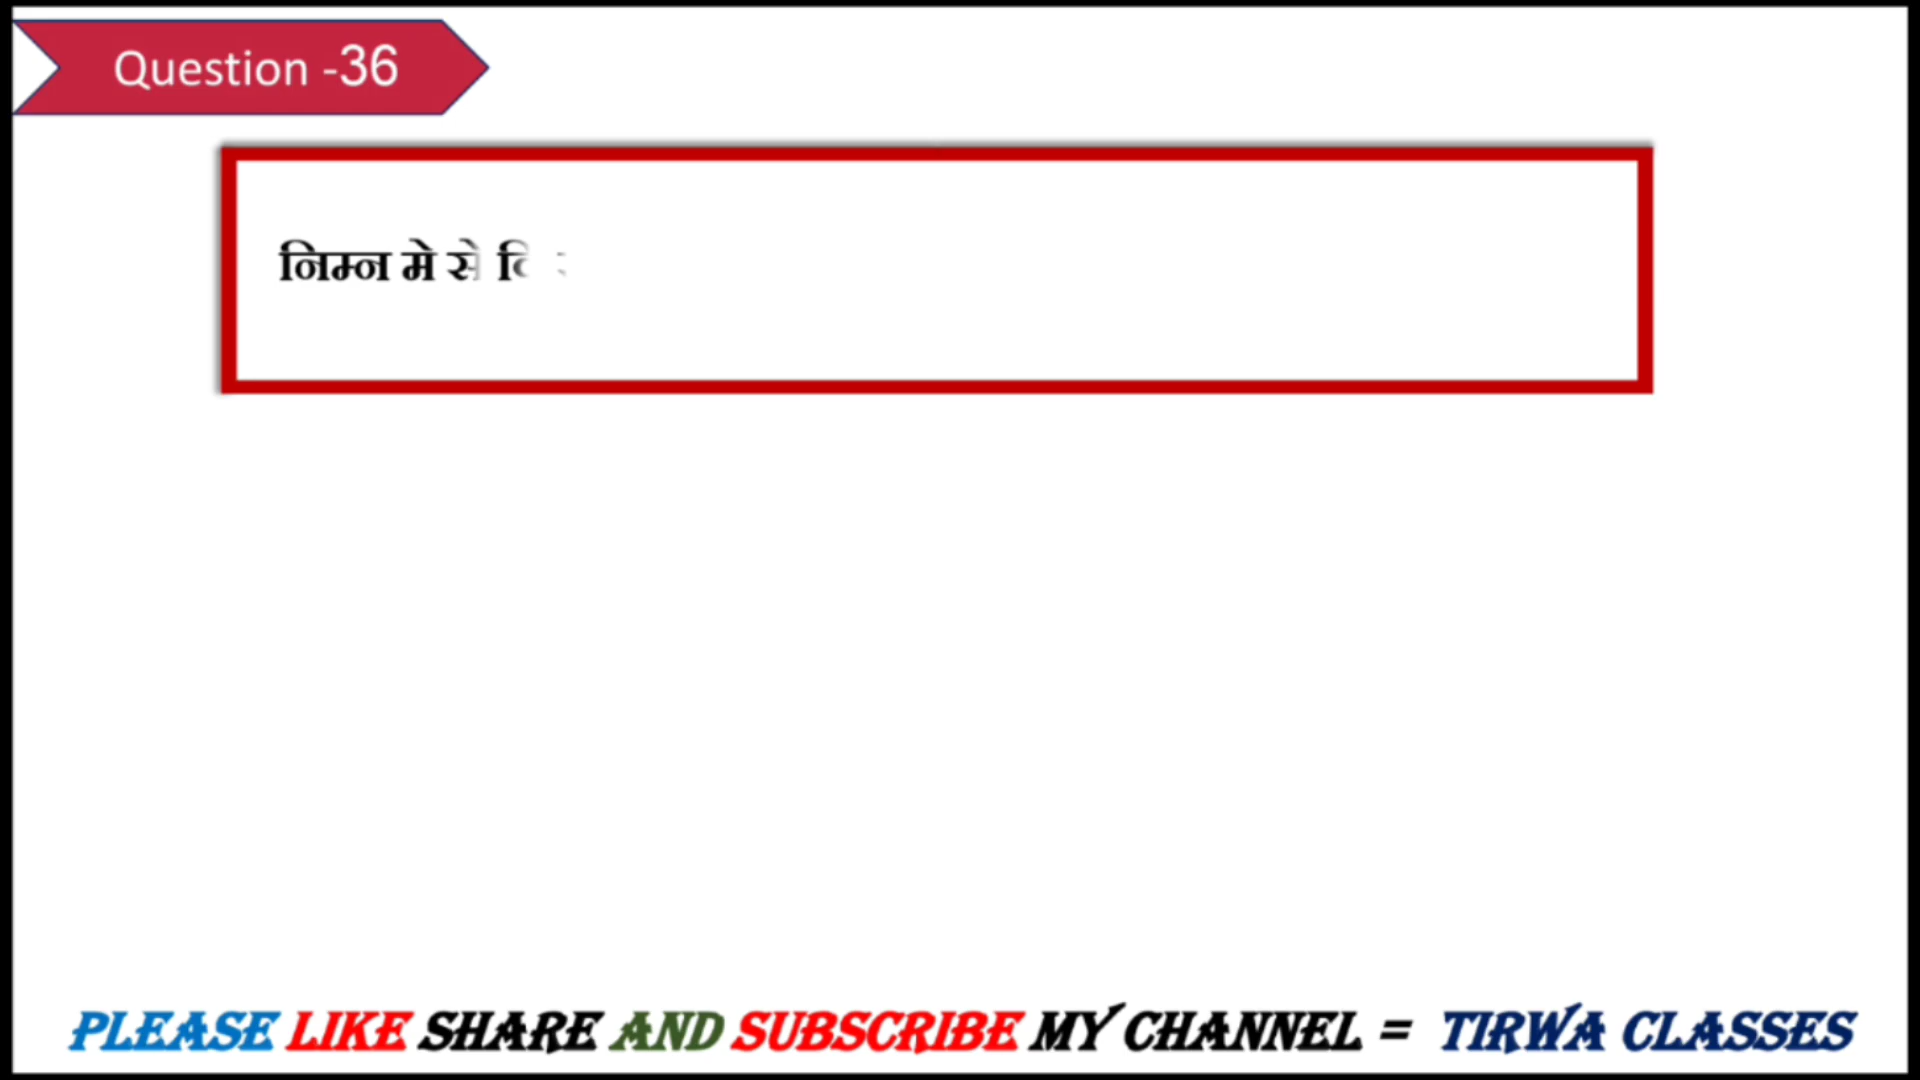 Question -36
निम्न मे से
PLEASE LIKE SHARE AND SUBSCRIBE MY CHANNEL = TIRWA CLASSES